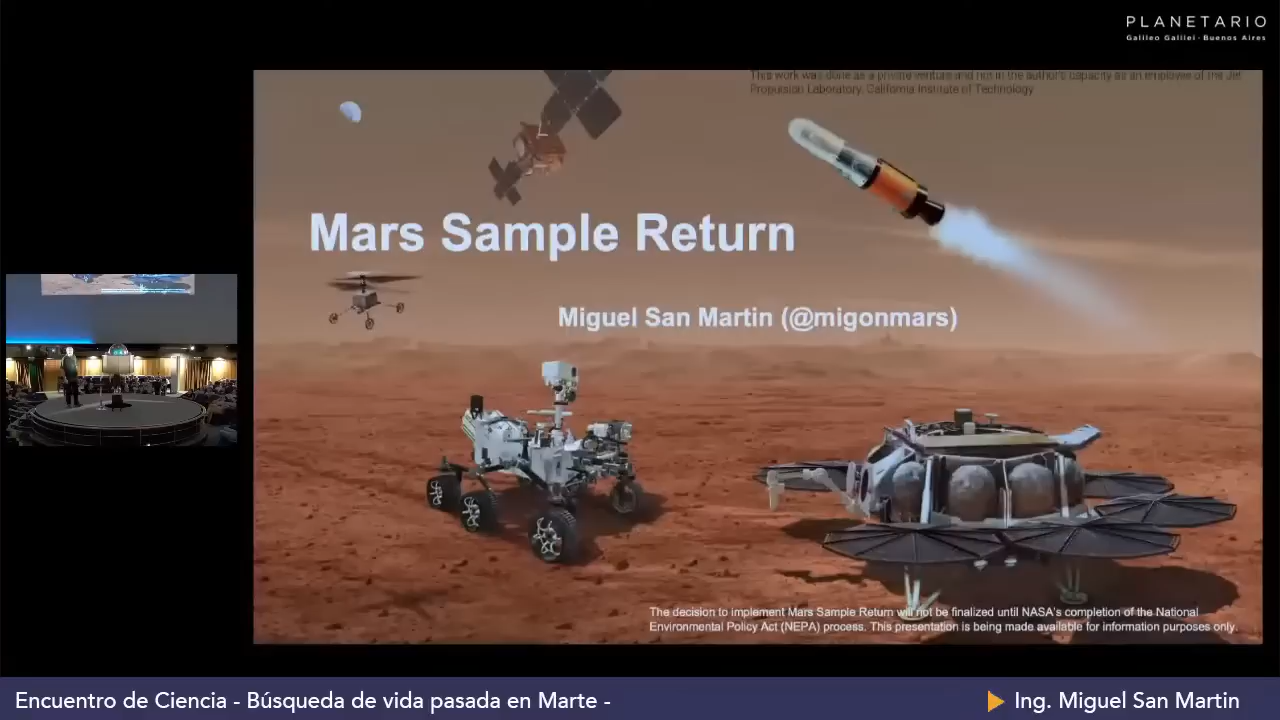 PLANETARIO
Galileo Galilei - Buenos Aires
This work was done as a private venture and not in the author's capacity as an employee of the Jet
Propulsion Laboratory, California Institute of Technology
Mars Sample Return
Miguel San Martin (@migonmars)
The decision to implement Mars Sample Return will not be finalized until NASA's completion of the National
Environmental Policy Act (NEPA) process. This presentation is being made available for information purposes only.
Encuentro de Ciencia - Búsqueda de vida pasada en Marte -
Ing. Miguel San Martin